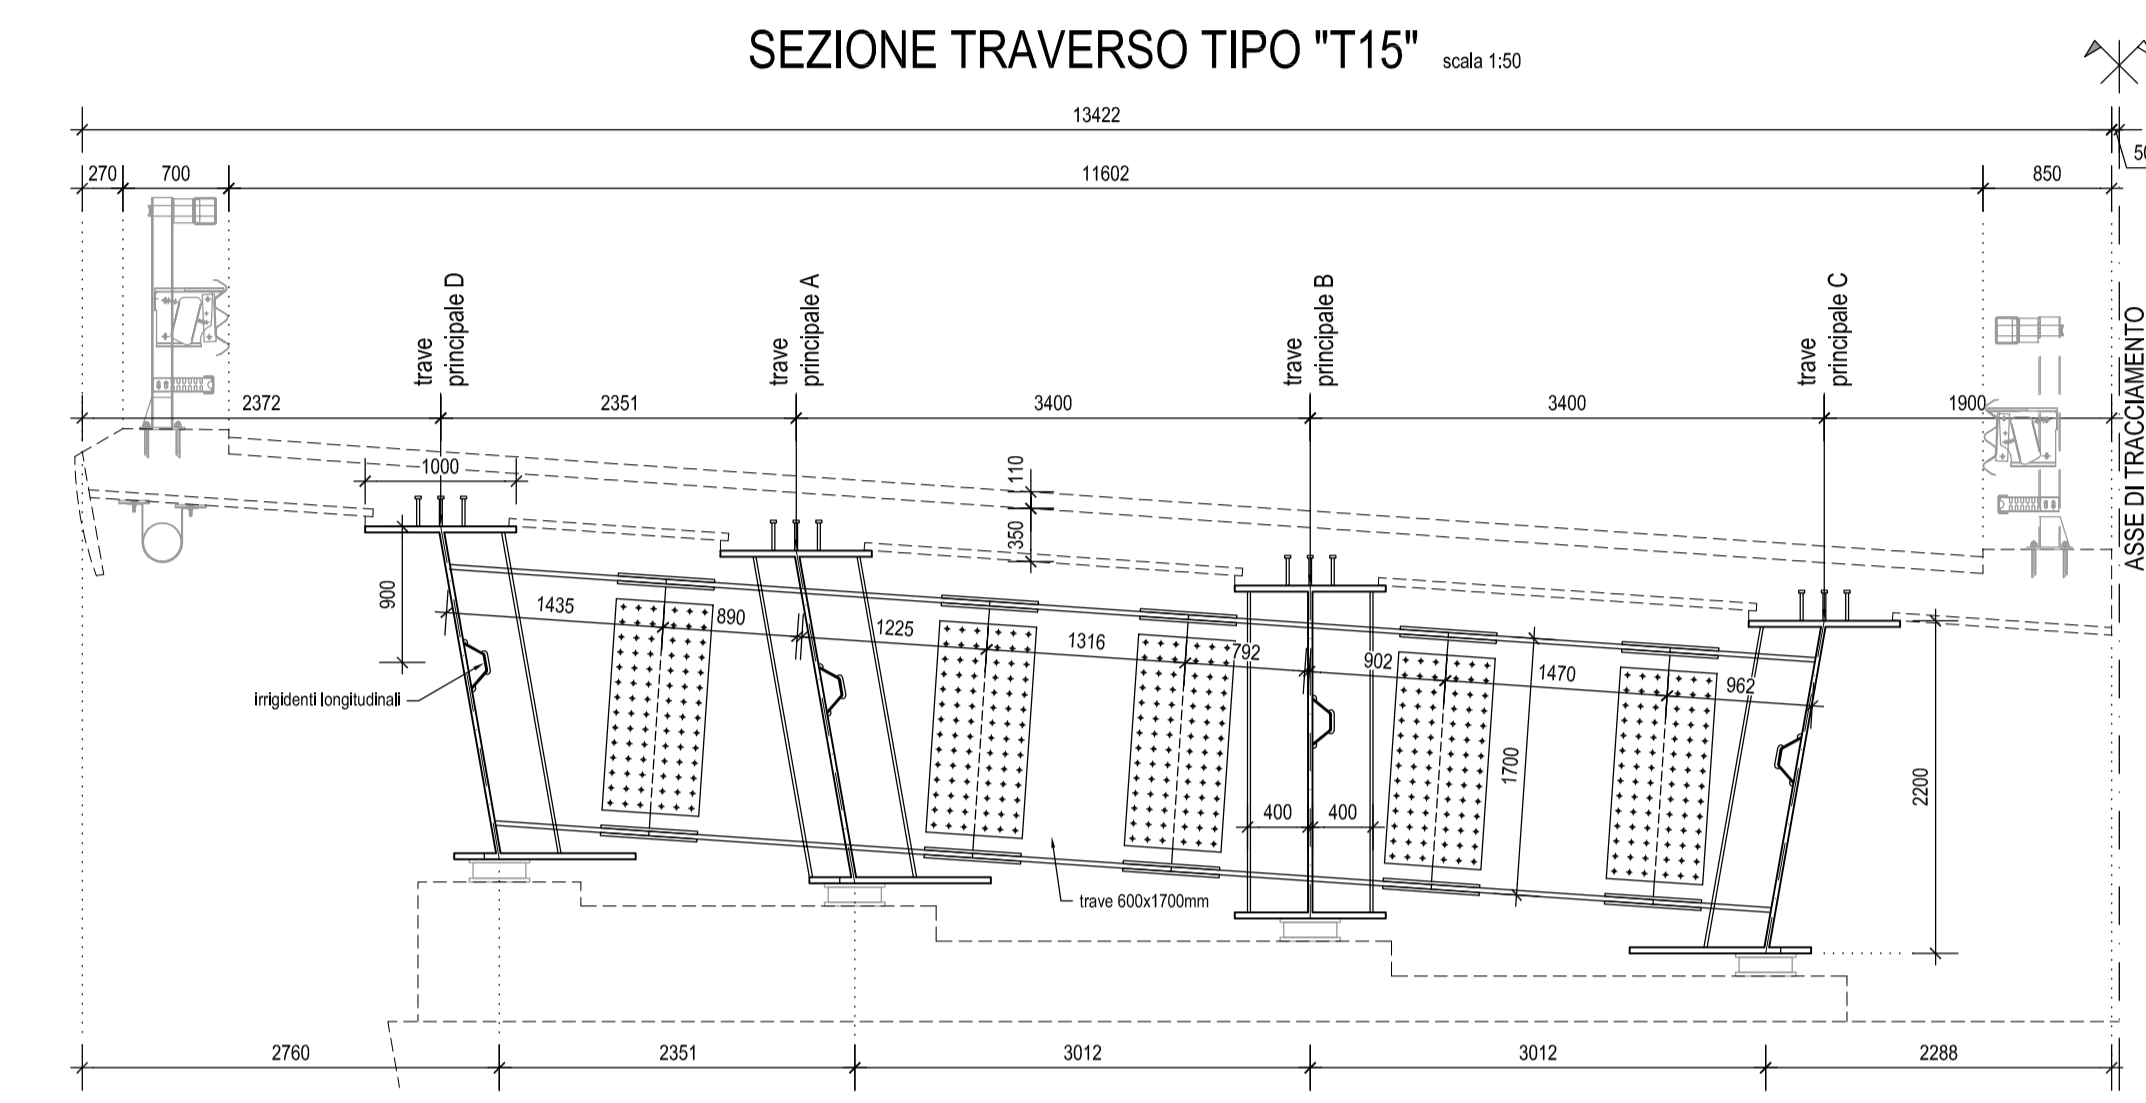 SEZIONE TRAVERSO TIPO "T15" scala 1:50
13422
50
270 700 11602 850
trave
principale D
trave
principale A
trave
principale B
trave
principale C
ASSE DI TRACCIAMENTO
2372 2351 3400 3400 1900
1000
110
350
900
1435 890 1225 1316 792 902 1470 962
irrigidenti longitudinali
1700
2200
400 400
trave 600x1700mm
2760 2351 3012 3012 2288